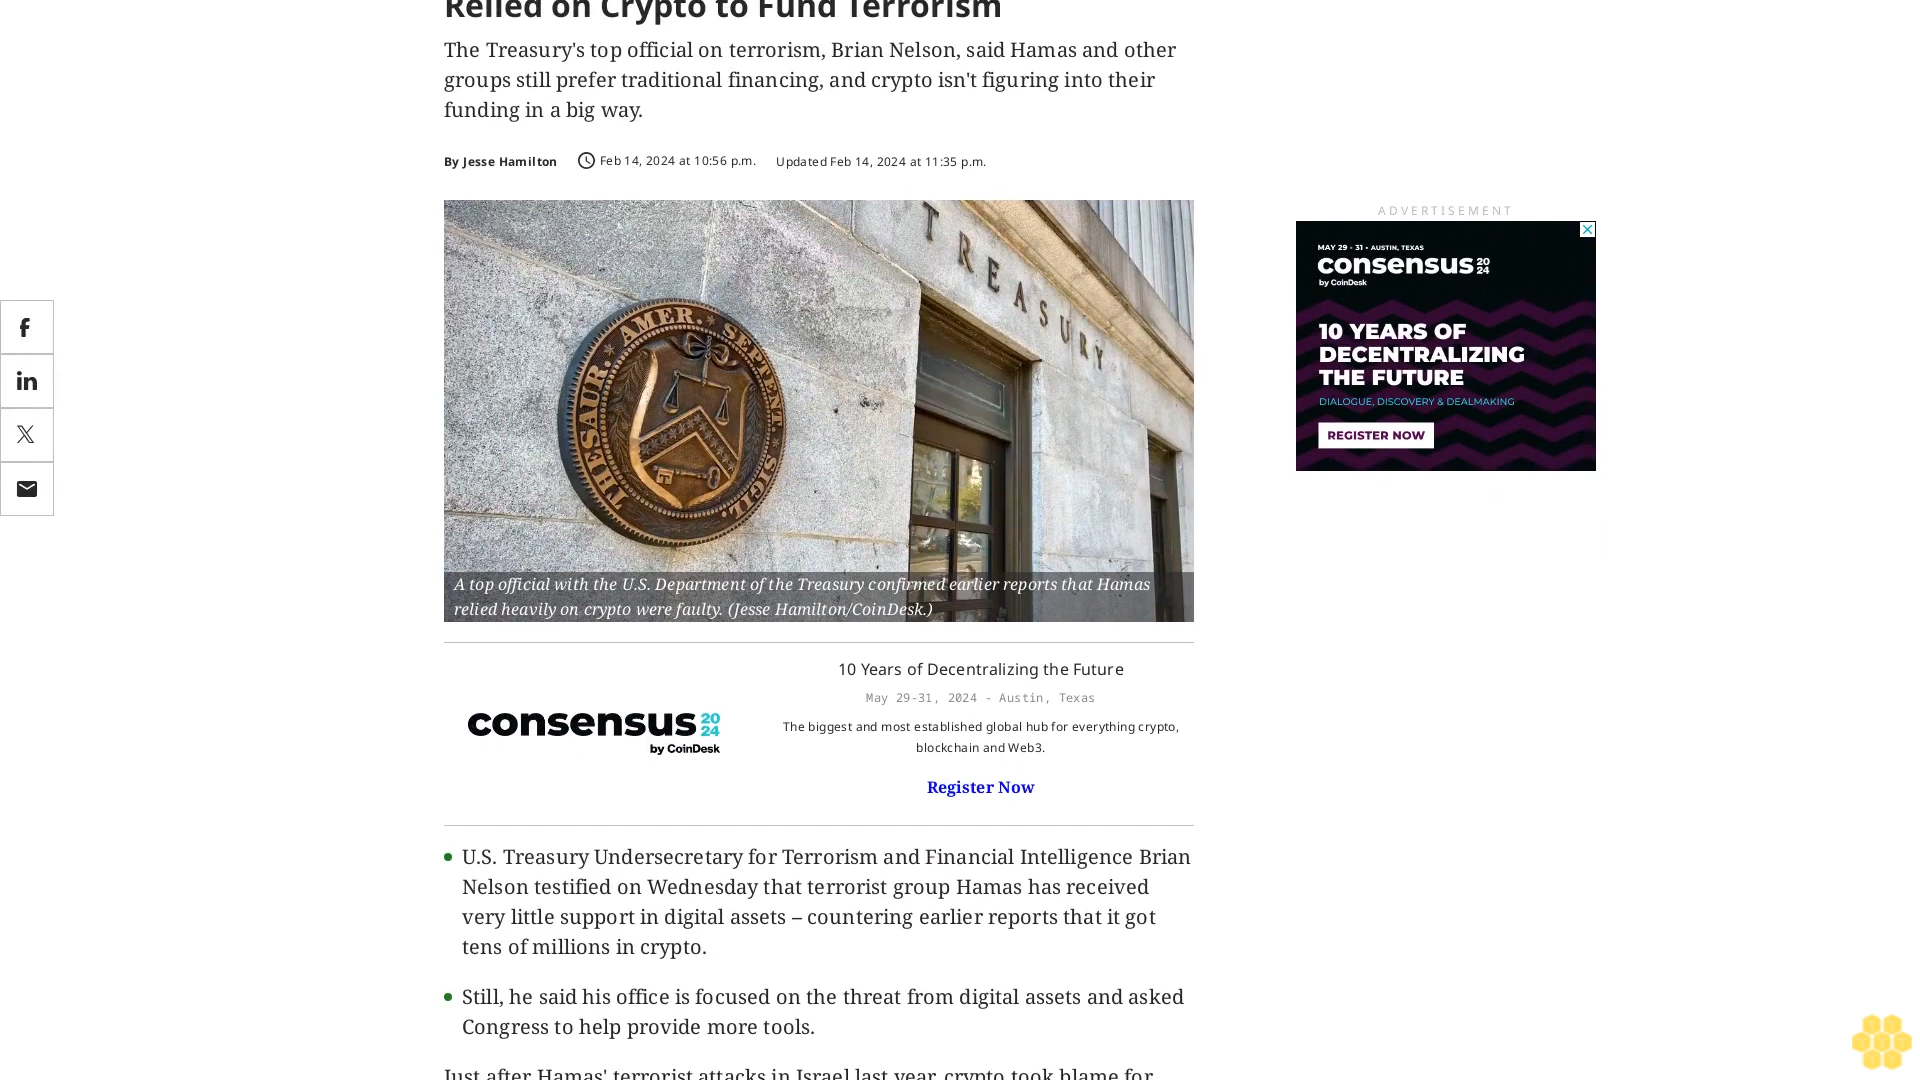 Relied on Crypto to Fund Terrorism
The Treasury's top official on terrorism, Brian Nelson, said Hamas and other
groups still prefer traditional financing, and crypto isn't figuring into their
funding in a big way.
By Jesse Hamilton
Feb 14, 2024 at 10:56 p.m.
Updated Feb 14, 2024 at 11:35 p.m.
TREASURY
THESAUR. AMER. SEPTENT. SIGIL.
A top official with the U.S. Department of the Treasury confirmed earlier reports that Hamas
relied heavily on crypto were faulty. (Jesse Hamilton/CoinDesk.)
ADVERTISEMENT
MAY 29 - 31 • AUSTIN, TEXAS
consensus 2024
by CoinDesk
10 YEARS OF
DECENTRALIZING
THE FUTURE
DIALOGUE, DISCOVERY & DEALMAKING
REGISTER NOW
consensus 2024
by CoinDesk
10 Years of Decentralizing the Future
May 29-31, 2024 - Austin, Texas
The biggest and most established global hub for everything crypto,
blockchain and Web3.
Register Now
U.S. Treasury Undersecretary for Terrorism and Financial Intelligence Brian
Nelson testified on Wednesday that terrorist group Hamas has received
very little support in digital assets – countering earlier reports that it got
tens of millions in crypto.
Still, he said his office is focused on the threat from digital assets and asked
Congress to help provide more tools.
Just after Hamas' terrorist attacks in Israel last year, crypto took blame for